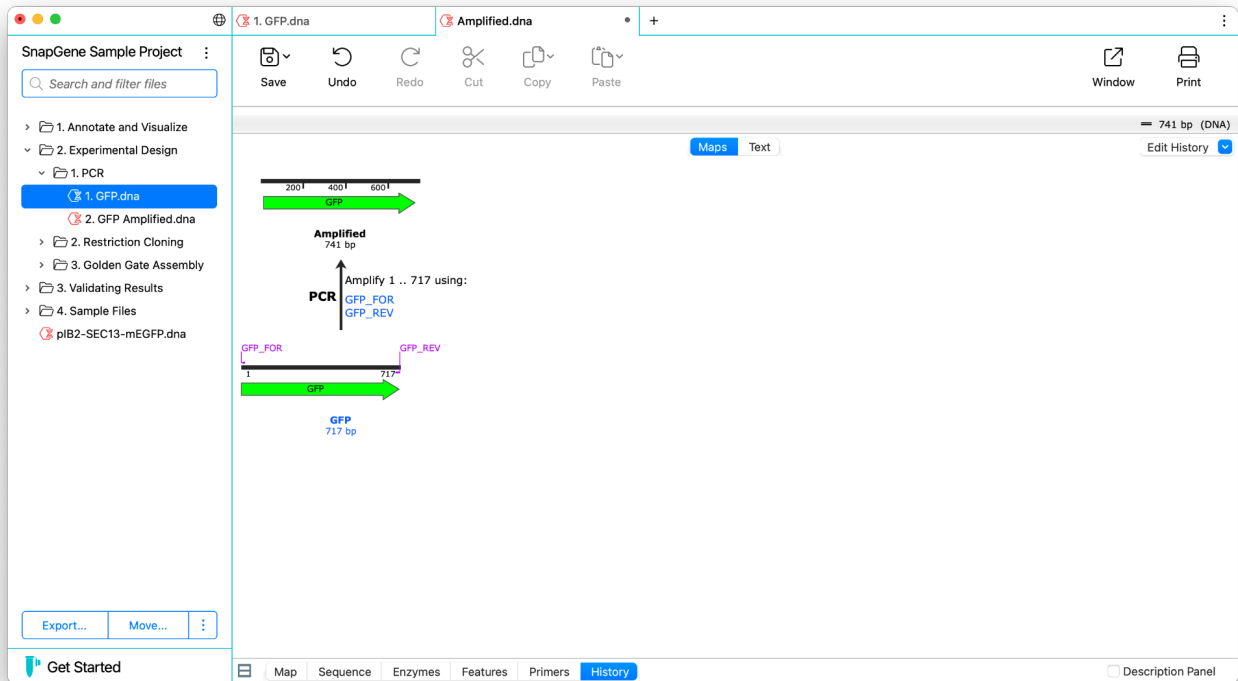 1. GFP.dna
Amplified.dna
SnapGene Sample Project
Search and filter files
1. Annotate and Visualize
2. Experimental Design
1. PCR
1. GFP.dna
2. GFP Amplified.dna
2. Restriction Cloning
3. Golden Gate Assembly
3. Validating Results
4. Sample Files
pIB2-SEC13-mEGFP.dna
Export...
Move...
Get Started
Save
Undo
Redo
Cut
Copy
Paste
Window
Print
741 bp (DNA)
Maps
Text
Edit History
200 400 600
GFP
Amplified
741 bp
PCR
Amplify 1 .. 717 using:
GFP_FOR
GFP_REV
GFP_FOR
GFP_REV
1 717
GFP
GFP
717 bp
Map
Sequence
Enzymes
Features
Primers
History
Description Panel